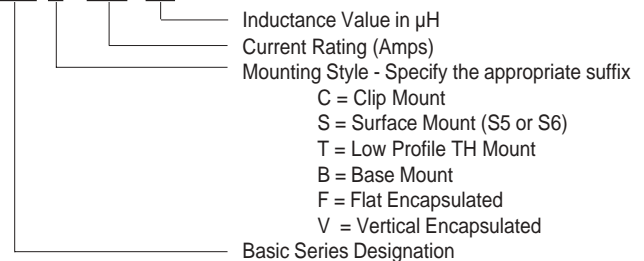 Inductance Value in µH
Current Rating (Amps)
Mounting Style - Specify the appropriate suffix
C = Clip Mount
S = Surface Mount (S5 or S6)
T = Low Profile TH Mount
B = Base Mount
F = Flat Encapsulated
V = Vertical Encapsulated
Basic Series Designation